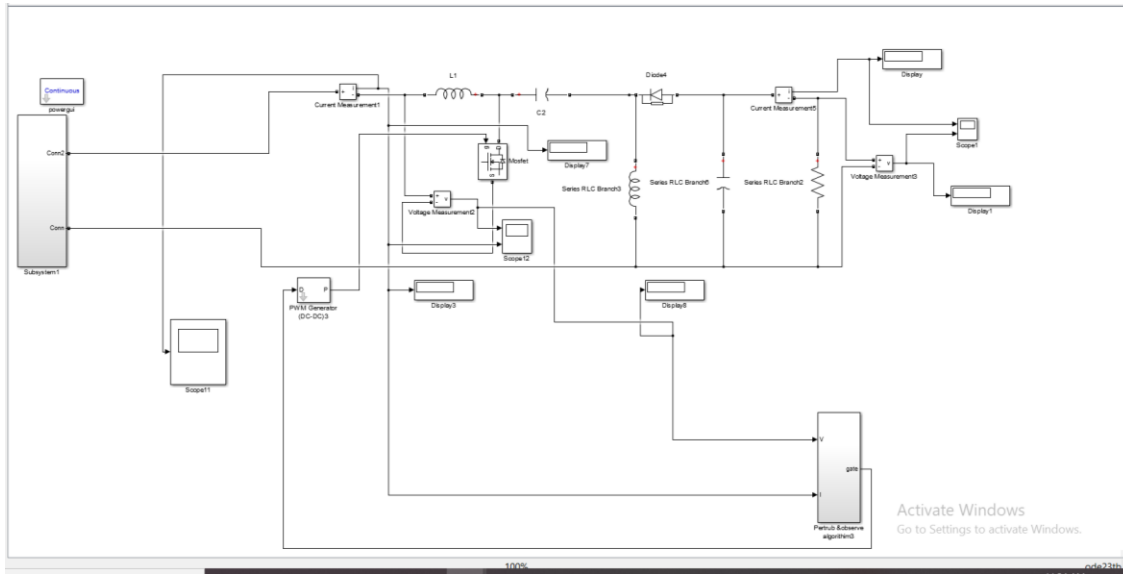 Continuous
powergui
Conn2
Conn
Subsystem1
Current Measurement1
L1
C2
Diode4
Current Measurement5
Display
Scope1
Voltage Measurement3
Display1
Mosfet
Display7
Voltage Measurement2
Scope12
Series RLC Branch3
Series RLC Branch6
Series RLC Branch2
D
P
PWM Generator
(DC-DC)3
Display3
Scope11
V
I
gate
Pertrub &observe
algorithim3
Activate Windows
Go to Settings to activate Windows.
100%